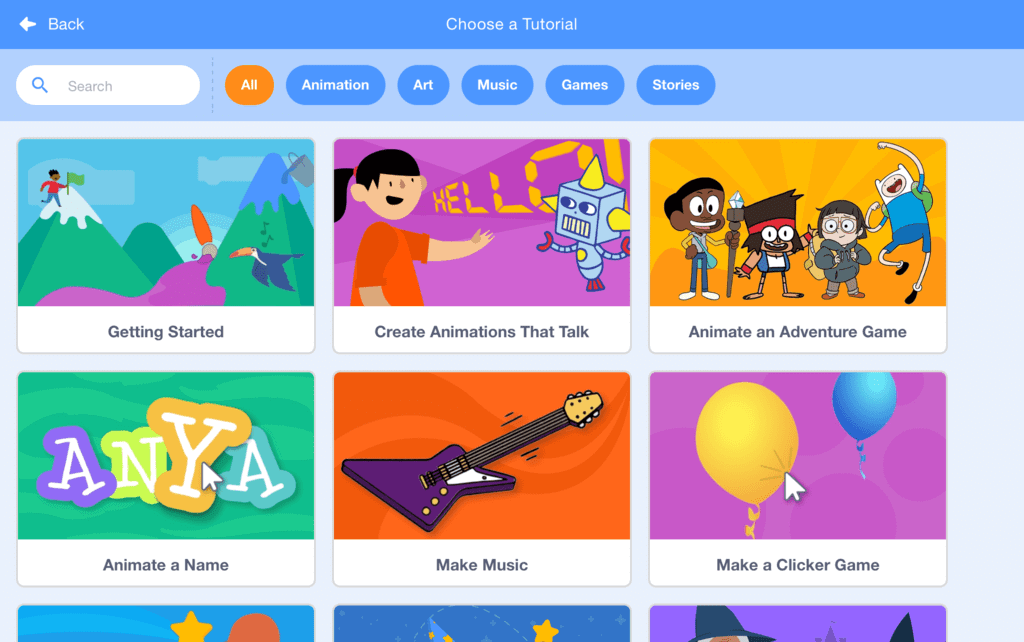 Back
Choose a Tutorial
Search
All
Animation
Art
Music
Games
Stories
HELLO!
Getting Started
Create Animations That Talk
Animate an Adventure Game
ANYA
Animate a Name
Make Music
Make a Clicker Game